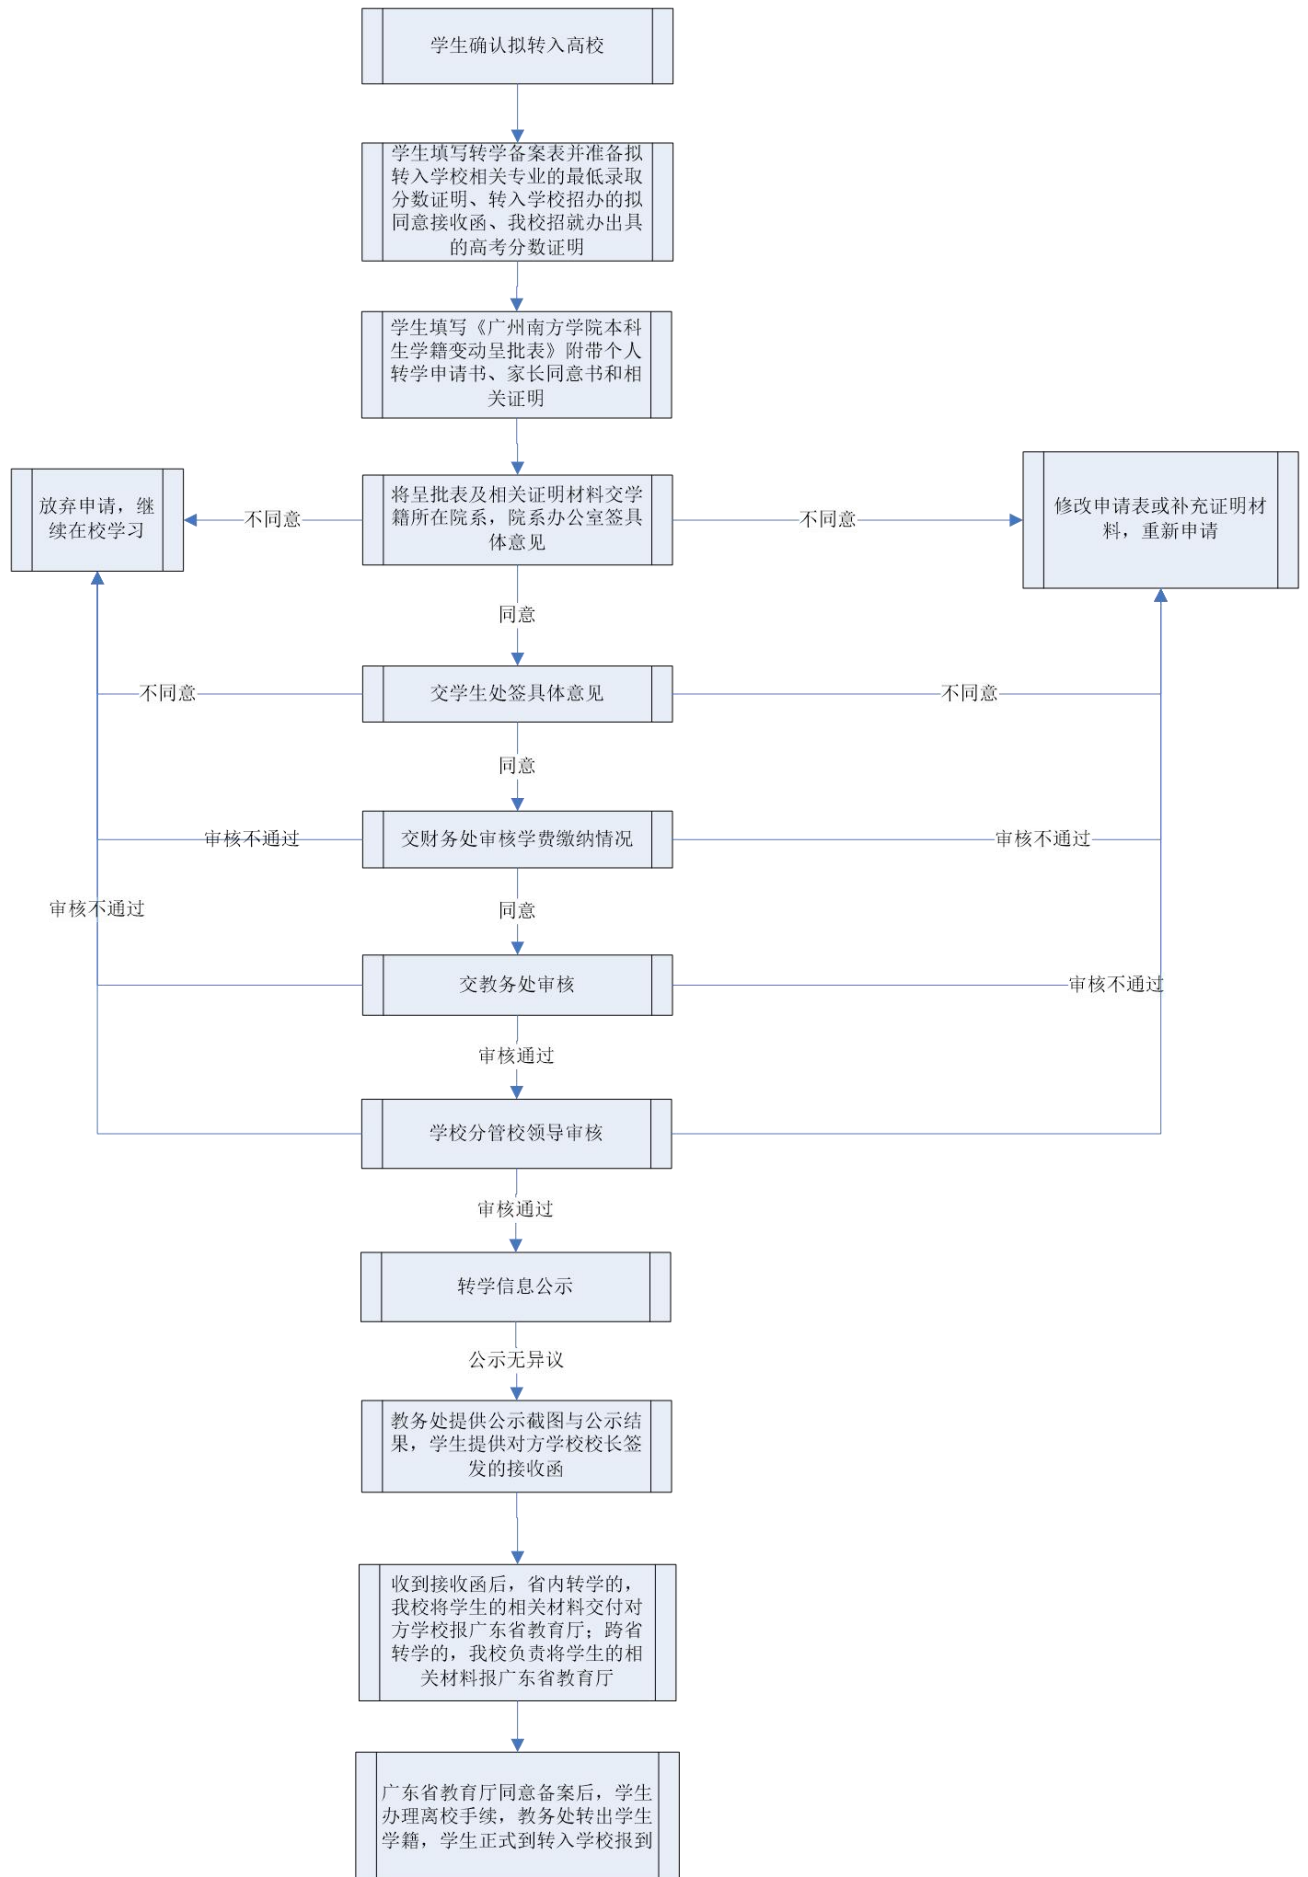 学生确认拟转入高校
学生填写转学备案表并准备拟
转入学校相关专业的最低录取
分数证明、转入学校招办的拟
同意接收函、我校招就办出具
的高考分数证明
学生填写《广州南方学院本科
生学籍变动呈批表》附带个人
转学申请书、家长同意书和相
关证明
放弃申请，继
续在校学习
不同意
将呈批表及相关证明材料交学
籍所在院系，院系办公室签具
体意见
不同意
修改申请表或补充证明材
料，重新申请
同意
不同意
交学生处签具体意见
不同意
同意
审核不通过
交财务处审核学费缴纳情况
审核不通过
审核不通过
同意
交教务处审核
审核不通过
审核通过
学校分管校领导审核
审核通过
转学信息公示
公示无异议
教务处提供公示截图与公示结
果，学生提供对方学校校长签
发的接收函
收到接收函后，省内转学的，
我校将学生的相关材料交付对
方学校报广东省教育厅；跨省
转学的，我校负责将学生的相
关材料报广东省教育厅
广东省教育厅同意备案后，学生
办理离校手续，教务处转出学生
学籍，学生正式到转入学校报到